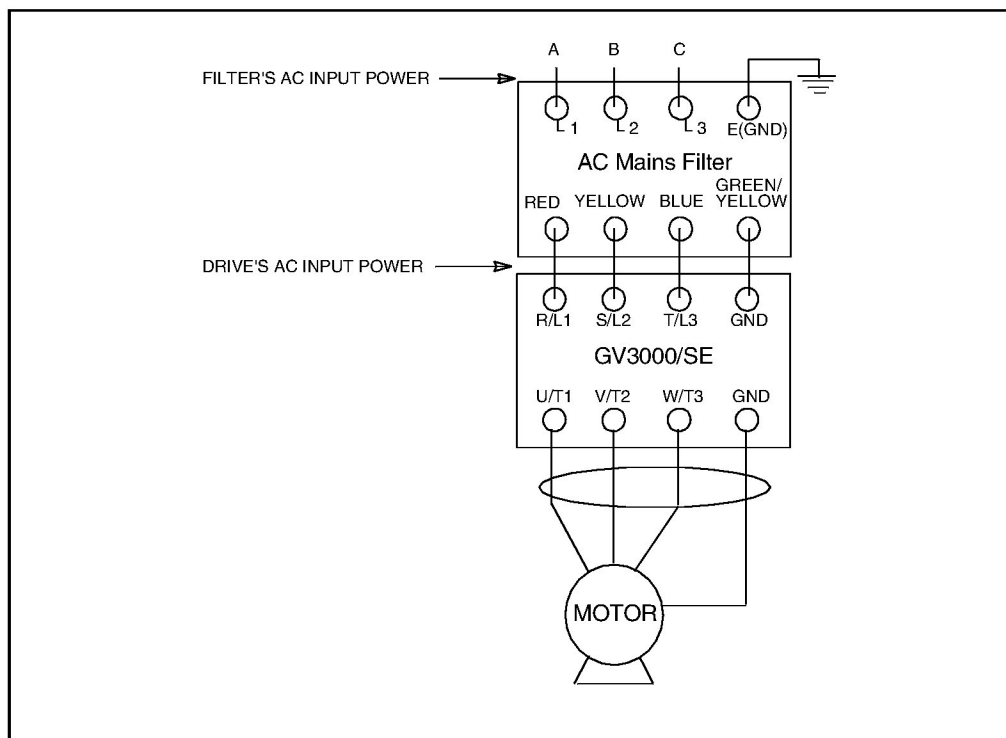 A B C
FILTER'S AC INPUT POWER
L1 L2 L3 E(GND)
AC Mains Filter
RED YELLOW BLUE GREEN/
YELLOW
DRIVE'S AC INPUT POWER
R/L1 S/L2 T/L3 GND
GV3000/SE
U/T1 V/T2 W/T3 GND
MOTOR